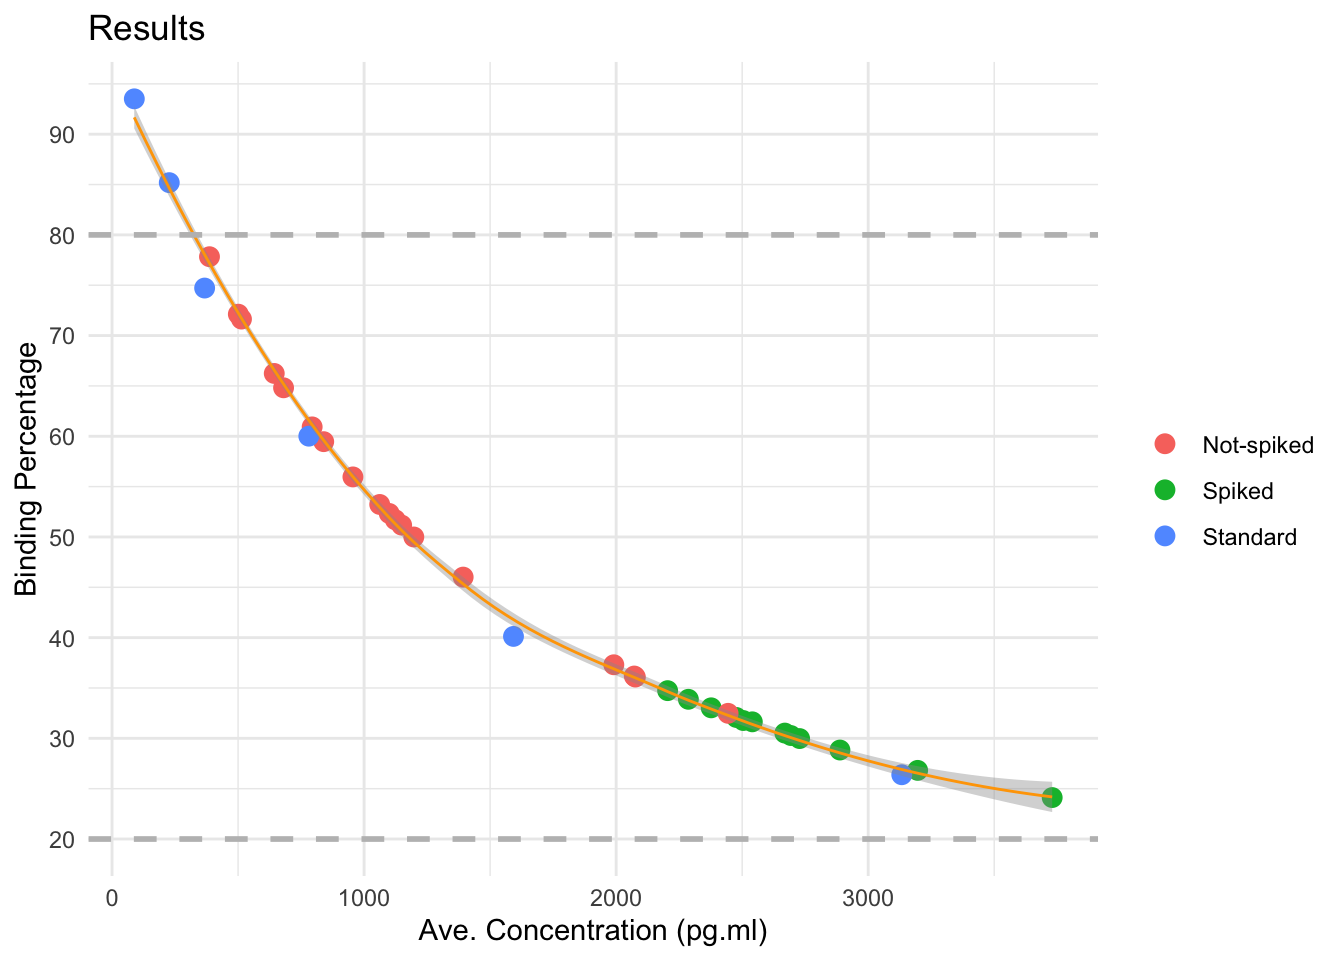 Results
90
80
70
60
50
40
30
20
Binding Percentage
0 1000 2000 3000
Ave. Concentration (pg.ml)
Not-spiked
Spiked
Standard